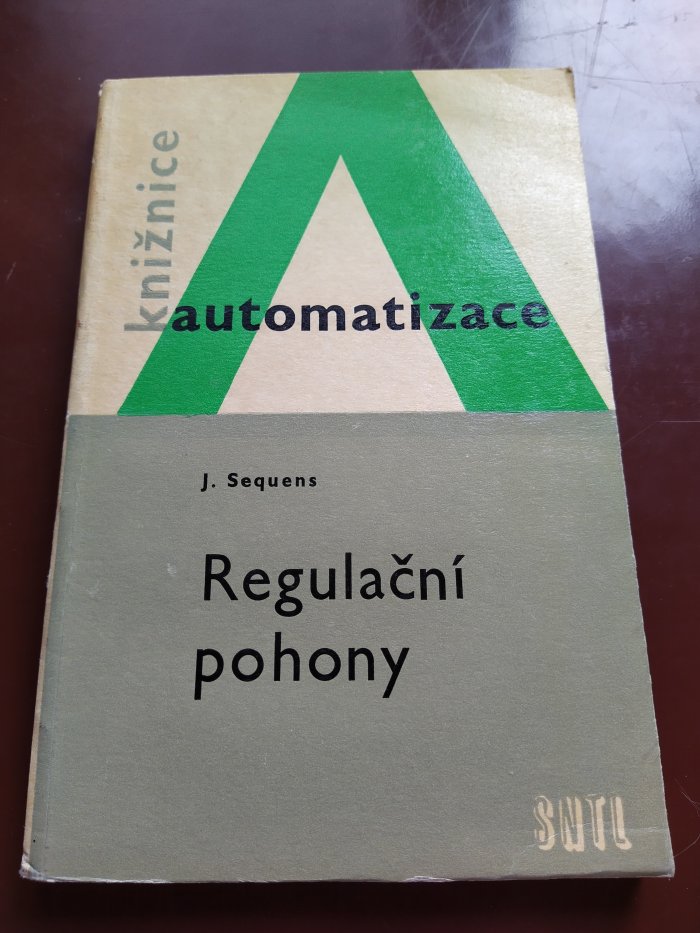 knižnice
automatizace
J. Sequens
Regulační
pohony
SNTL